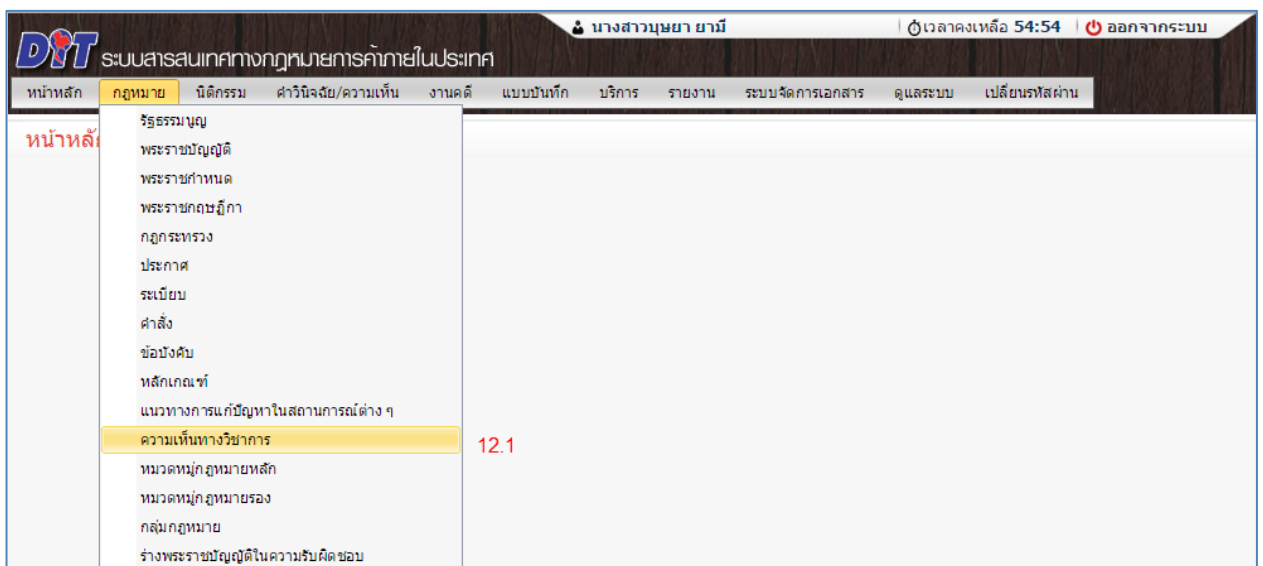 นางสาวบุษยา ยามี เวลาคงเหลือ 54:54 ออกจากระบบ
DIT ระบบสารสนเทศทางกฎหมายการค้าภายในประเทศ
หน้าหลัก กฎหมาย นิติกรรม คำวินิจฉัย/ความเห็น งานคดี แบบบันทึก บริการ รายงาน ระบบจัดการเอกสาร ดูแลระบบ เปลี่ยนรหัสผ่าน
หน้าหลัก
รัฐธรรมนูญ
พระราชบัญญัติ
พระราชกำหนด
พระราชกฤษฎีกา
กฎกระทรวง
ประกาศ
ระเบียบ
คำสั่ง
ข้อบังคับ
หลักเกณฑ์
แนวทางการแก้ปัญหาในสถานการณ์ต่าง ๆ
ความเห็นทางวิชาการ 12.1
หมวดหมู่กฎหมายหลัก
หมวดหมู่กฎหมายรอง
กลุ่มกฎหมาย
ร่างพระราชบัญญัติในความรับผิดชอบ